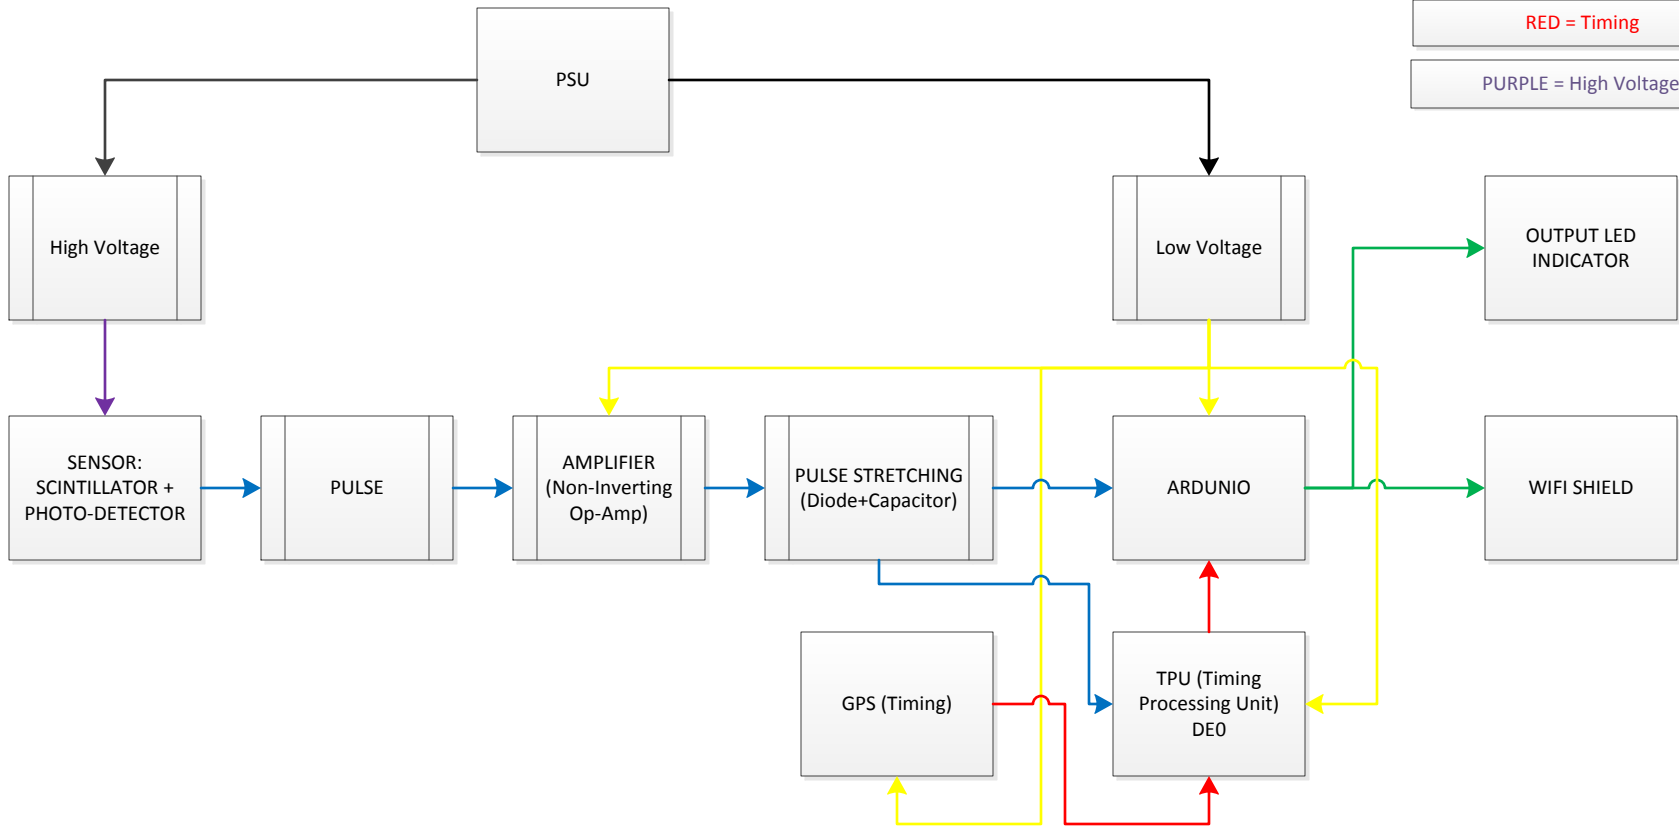 RED = Timing
PSU
PURPLE = High Voltage
High Voltage
Low Voltage
OUTPUT LED
INDICATOR
SENSOR:
SCINTILLATOR +
PHOTO-DETECTOR
PULSE
AMPLIFIER
(Non-Inverting
Op-Amp)
PULSE STRETCHING
(Diode+Capacitor)
ARDUNIO
WIFI SHIELD
GPS (Timing)
TPU (Timing
Processing Unit)
DE0